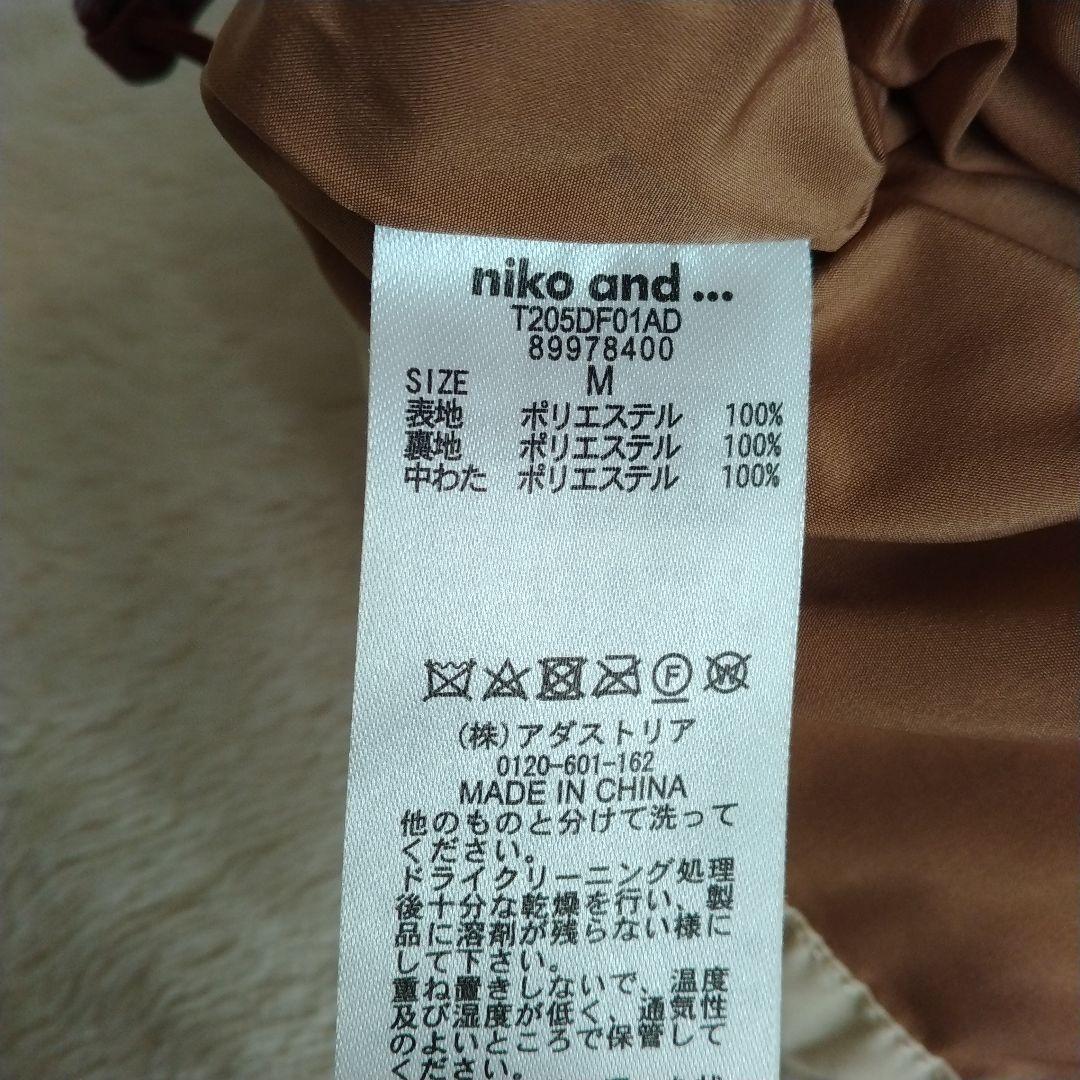 niko and ...
T205DF01AD
89978400
SIZE M
表地 ポリエステル 100%
裏地 ポリエステル 100%
中わた ポリエステル 100%
F W
(株)アダストリア
0120-601-162
MADE IN CHINA
他のものと分けて洗って
ください。
ドライクリーニング処理
後十分な乾燥を行い、製
品に溶剤が残らない様に
して下さい。
重ね置きしないで、温度
及び湿度が低く、通気性
のよいところで保管して
ください。